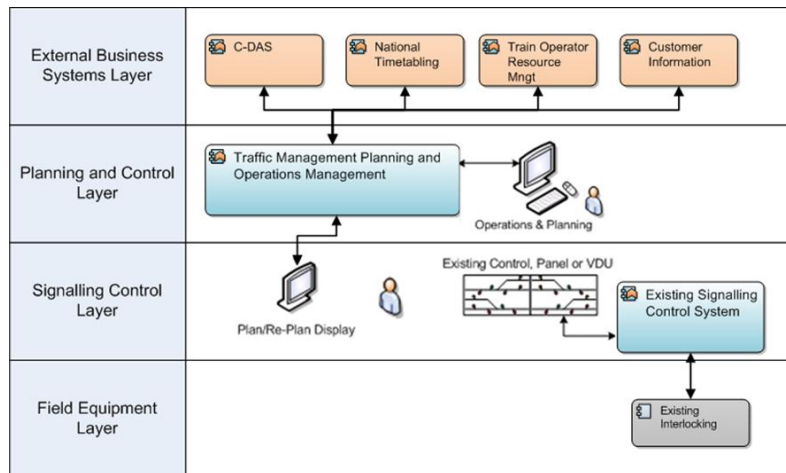 External Business
Systems Layer
C-DAS
National
Timetabling
Train Operator
Resource
Mngt
Customer
Information
Planning and Control
Layer
Traffic Management Planning and
Operations Management
Operations & Planning
Signalling Control
Layer
Plan/Re-Plan Display
Existing Control, Panel or VDU
Existing Signalling
Control System
Field Equipment
Layer
Existing
Interlocking